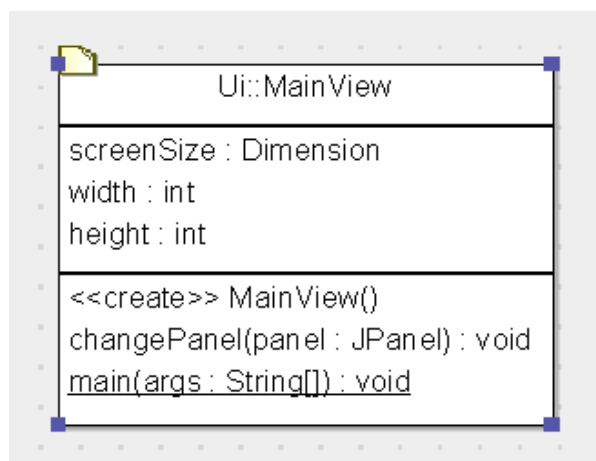 Ui::MainView
screenSize : Dimension
width : int
height : int
<<create>> MainView()
changePanel(panel : JPanel) : void
main(args : String[]) : void